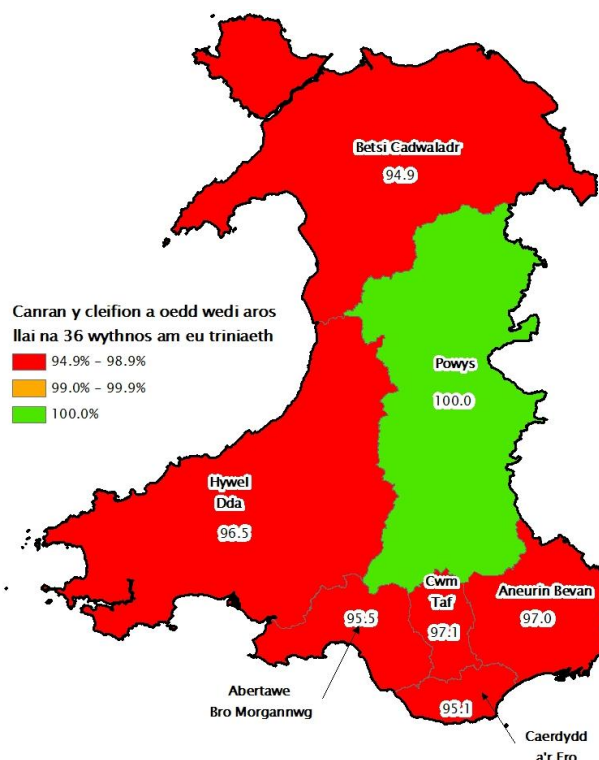 Betsi Cadwaladr
94.9
Canran y cleifion a oedd wedi aros
llai na 36 wythnos am eu triniaeth
94.9% - 98.9%
99.0% - 99.9%
100.0%
Powys
100.0
Hywel
Dda
96.5
Cwm
Taf
97.1
Aneurin Bevan
97.0
95.5
Abertawe
Bro Morgannwg
95.1
Caerdydd
a'r Fro